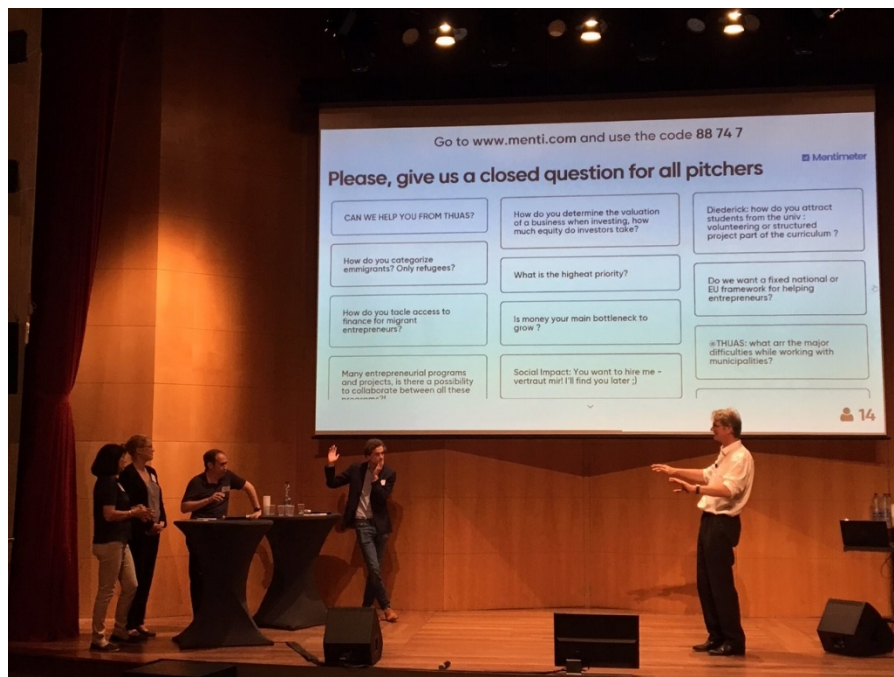 Go to www.menti.com and use the code 88 74 7
Mentimeter
Please, give us a closed question for all pitchers
CAN WE HELP YOU FROM THUAS?
How do you categorize
emmigrants? Only refugees?
How do you tacle access to
finance for migrant
entrepreneurs?
Many entrepreneurial programs
and projects, is there a possibility
to collaborate between all these
How do you determine the valuation
of a business when investing, how
much equity do investors take?
What is the higheat priority?
Is money your main bottleneck to
grow ?
Social Impact: You want to hire me -
vertraut mir! I'll find you later ;)
Diederick: how do you attract
students from the univ :
volunteering or structured
project part of the curriculum ?
Do we want a fixed national or
EU framework for helping
entrepreneurs?
THUAS: what arr the major
difficulties while working with
municipalities?
14